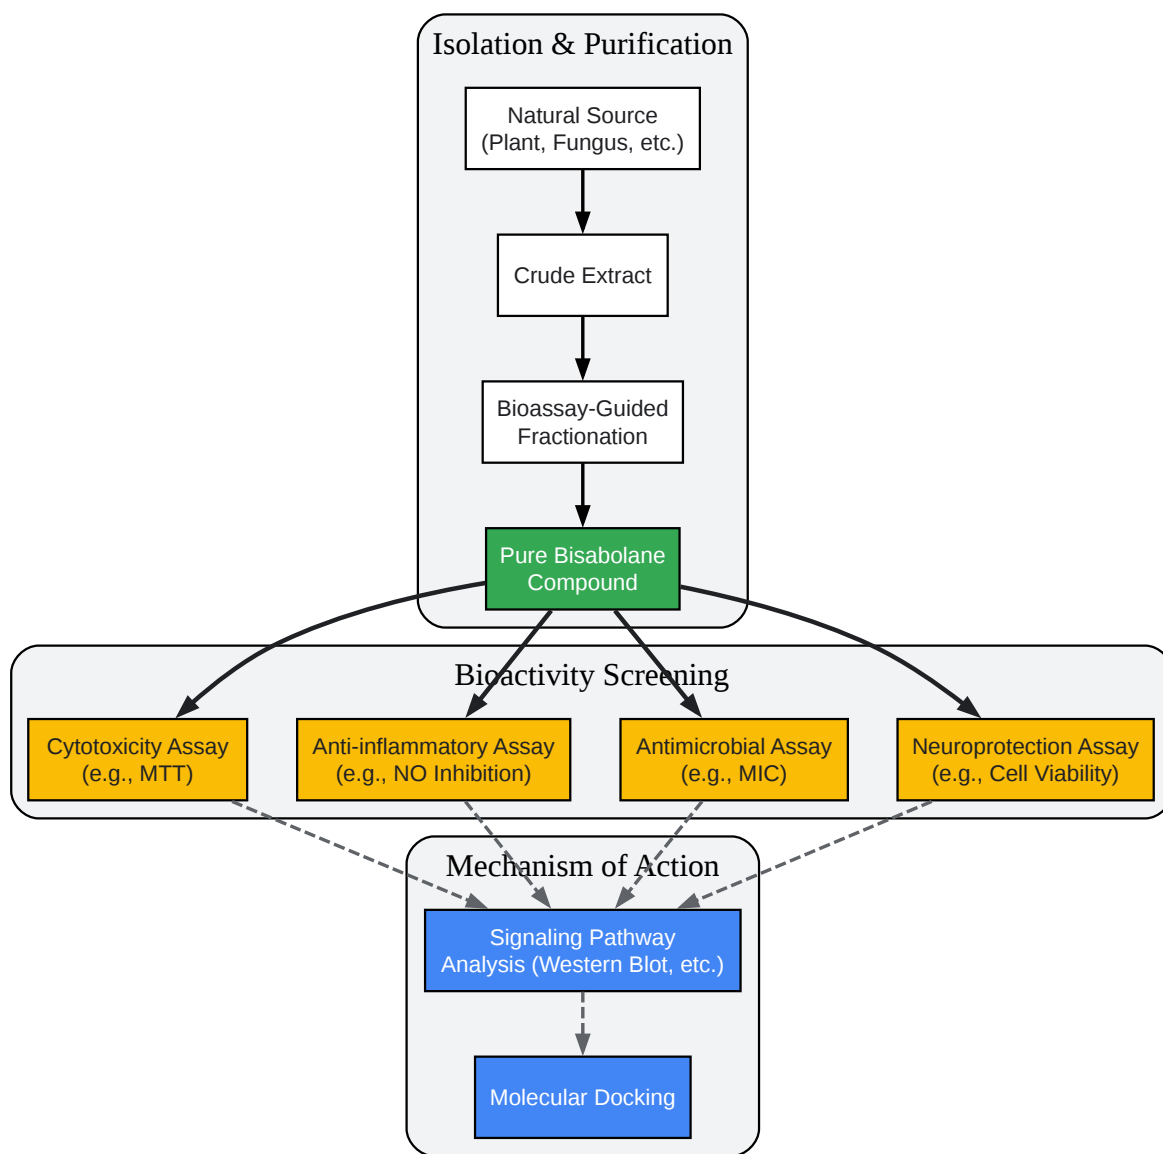 Isolation & Purification
Natural Source
(Plant, Fungus, etc.)
Crude Extract
Bioassay-Guided
Fractionation
Pure Bisabolane
Compound
Bioactivity Screening
Cytotoxicity Assay
(e.g., MTT)
Anti-inflammatory Assay
(e.g., NO Inhibition)
Antimicrobial Assay
(e.g., MIC)
Neuroprotection Assay
(e.g., Cell Viability)
Mechanism of Action
Signaling Pathway
Analysis (Western Blot, etc.)
Molecular Docking